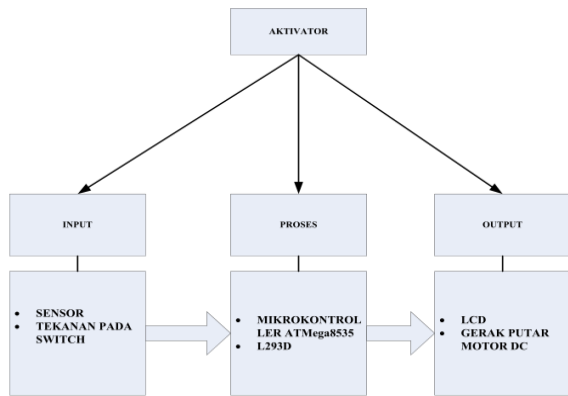 AKTIVATOR
INPUT
PROSES
OUTPUT
• SENSOR
• TEKANAN PADA
SWITCH
• MIKROKONTROL
LER ATMega8535
• L293D
• LCD
• GERAK PUTAR
MOTOR DC